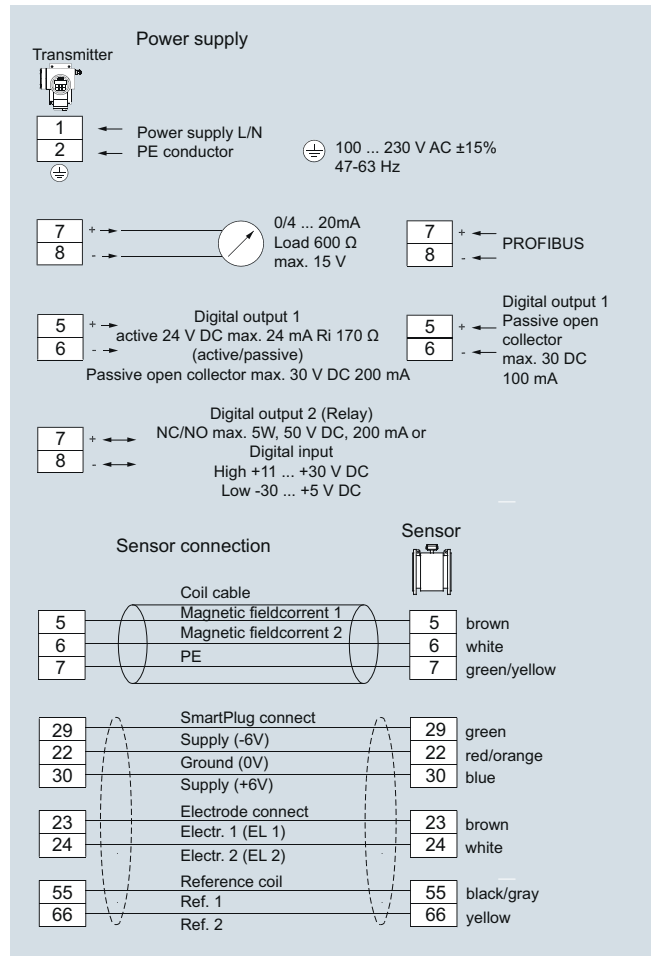 Power supply
Transmitter
1
Power supply L/N
2
PE conductor
100 ... 230 V AC ±15%
47-63 Hz
7
+
8
-
0/4 ... 20mA
Load 600 Ω
max. 15 V
7
+
8
-
PROFIBUS
5
+
6
-
Digital output 1
active 24 V DC max. 24 mA Ri 170 Ω
(active/passive)
Passive open collector max. 30 V DC 200 mA
5
+
6
-
Digital output 1
Passive open
collector
max. 30 DC
100 mA
7
+
8
-
Digital output 2 (Relay)
NC/NO max. 5W, 50 V DC, 200 mA or
Digital input
High +11 ... +30 V DC
Low -30 ... +5 V DC
Sensor connection
Sensor
Coil cable
5
Magnetic fieldcorrent 1
5
brown
6
Magnetic fieldcorrent 2
6
white
7
PE
7
green/yellow
SmartPlug connect
29
Supply (-6V)
29
green
22
Ground (0V)
22
red/orange
30
Supply (+6V)
30
blue
Electrode connect
23
Electr. 1 (EL 1)
23
brown
24
Electr. 2 (EL 2)
24
white
Reference coil
55
Ref. 1
55
black/gray
66
Ref. 2
66
yellow